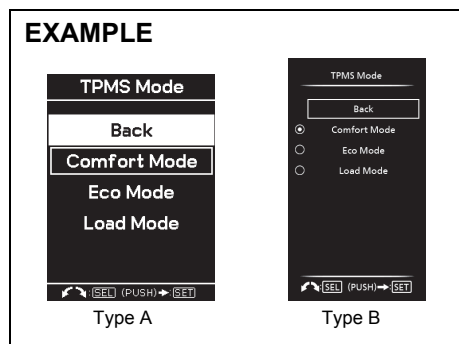 EXAMPLE
TPMS Mode
Back
Comfort Mode
Eco Mode
Load Mode
:SEL (PUSH)➔:SET
Type A
TPMS Mode
Back
Comfort Mode
Eco Mode
Load Mode
:SEL (PUSH)➔:SET
Type B